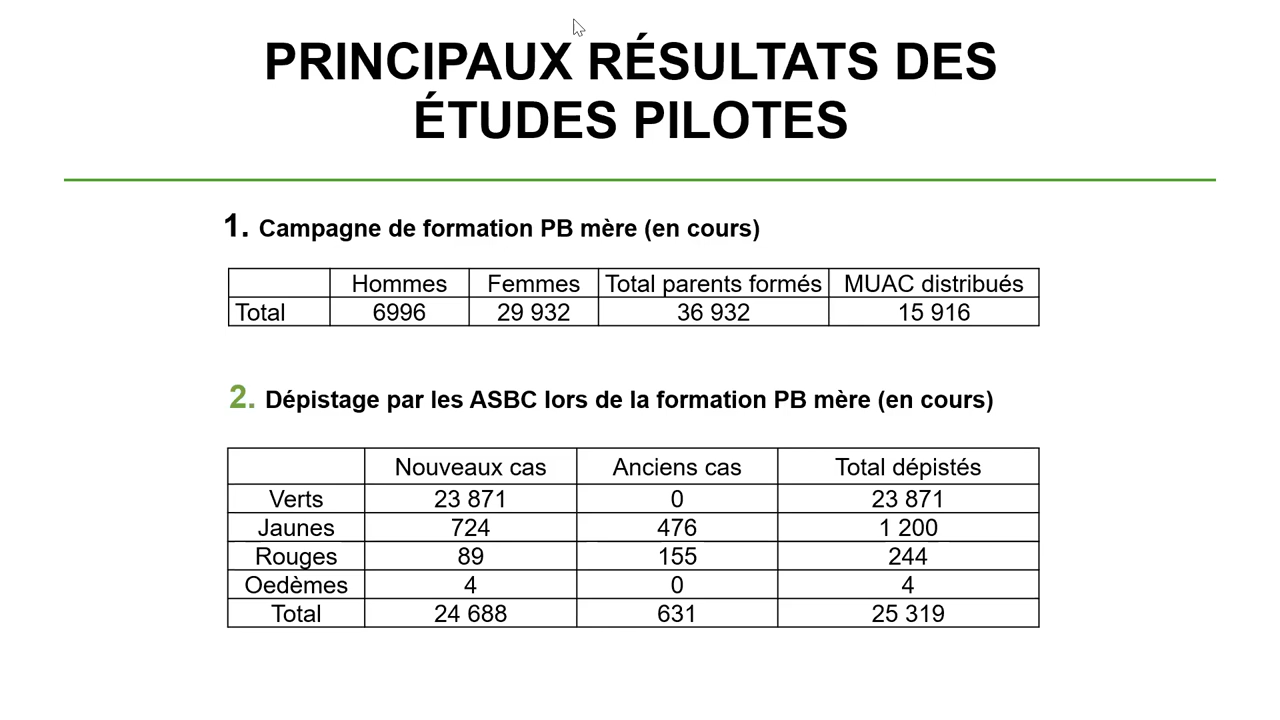 PRINCIPAUX RÉSULTATS DES
ÉTUDES PILOTES
1. Campagne de formation PB mère (en cours)
Hommes Femmes Total parents formés MUAC distribués
Total 6996 29 932 36 932 15 916
2. Dépistage par les ASBC lors de la formation PB mère (en cours)
Nouveaux cas Anciens cas Total dépistés
Verts 23 871 0 23 871
Jaunes 724 476 1 200
Rouges 89 155 244
Oedèmes 4 0 4
Total 24 688 631 25 319